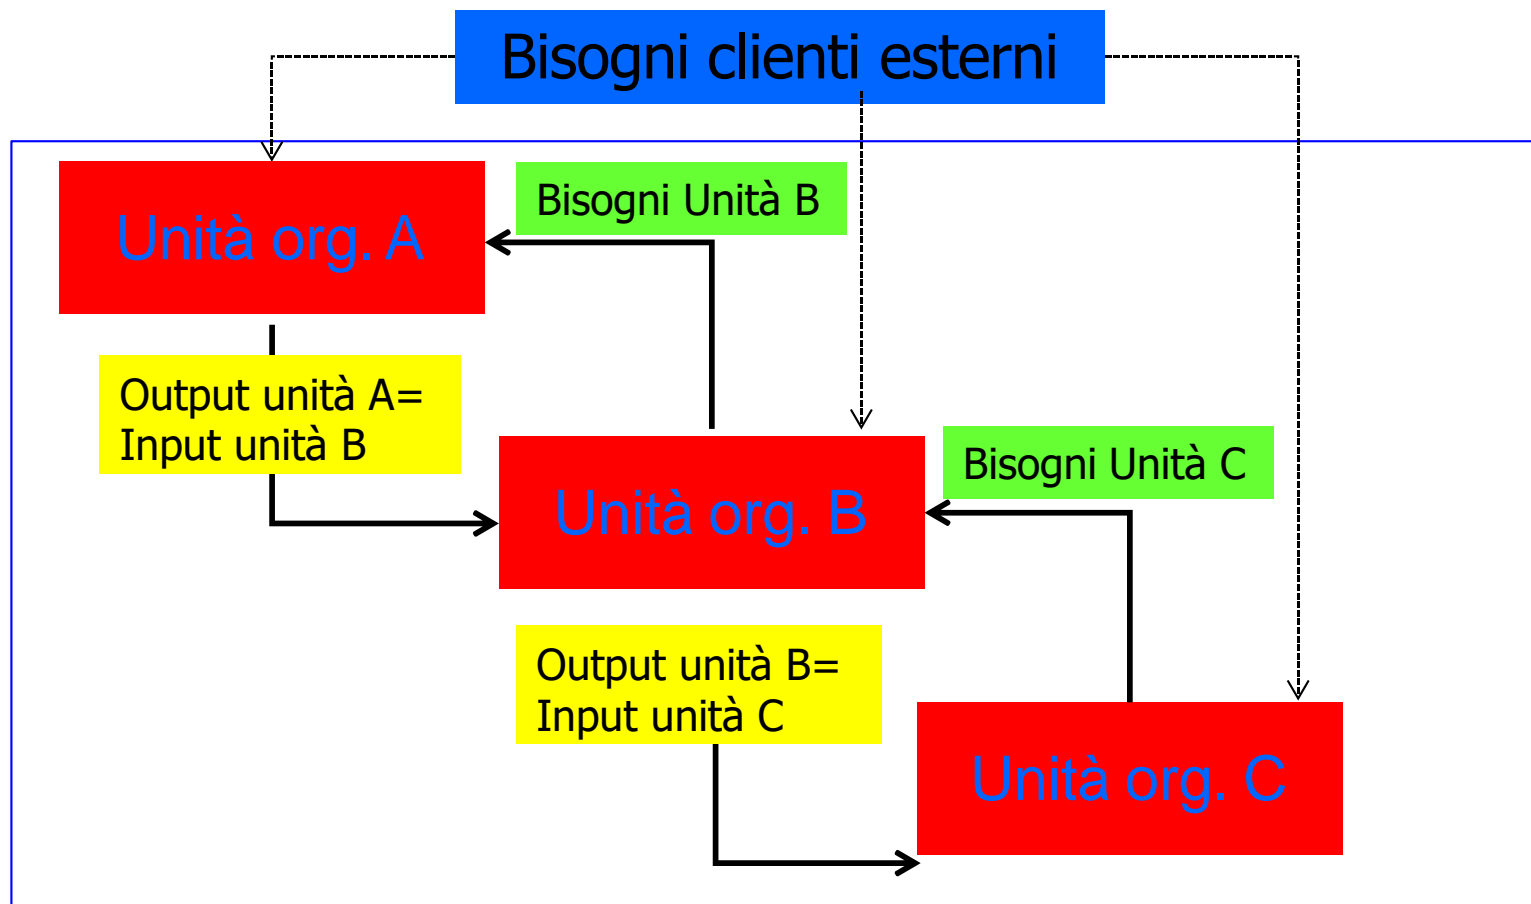 Bisogni clienti esterni
Unità org. A
Bisogni Unità B
Output unità A=
Input unità B
Unità org. B
Bisogni Unità C
Output unità B=
Input unità C
Unità org. C